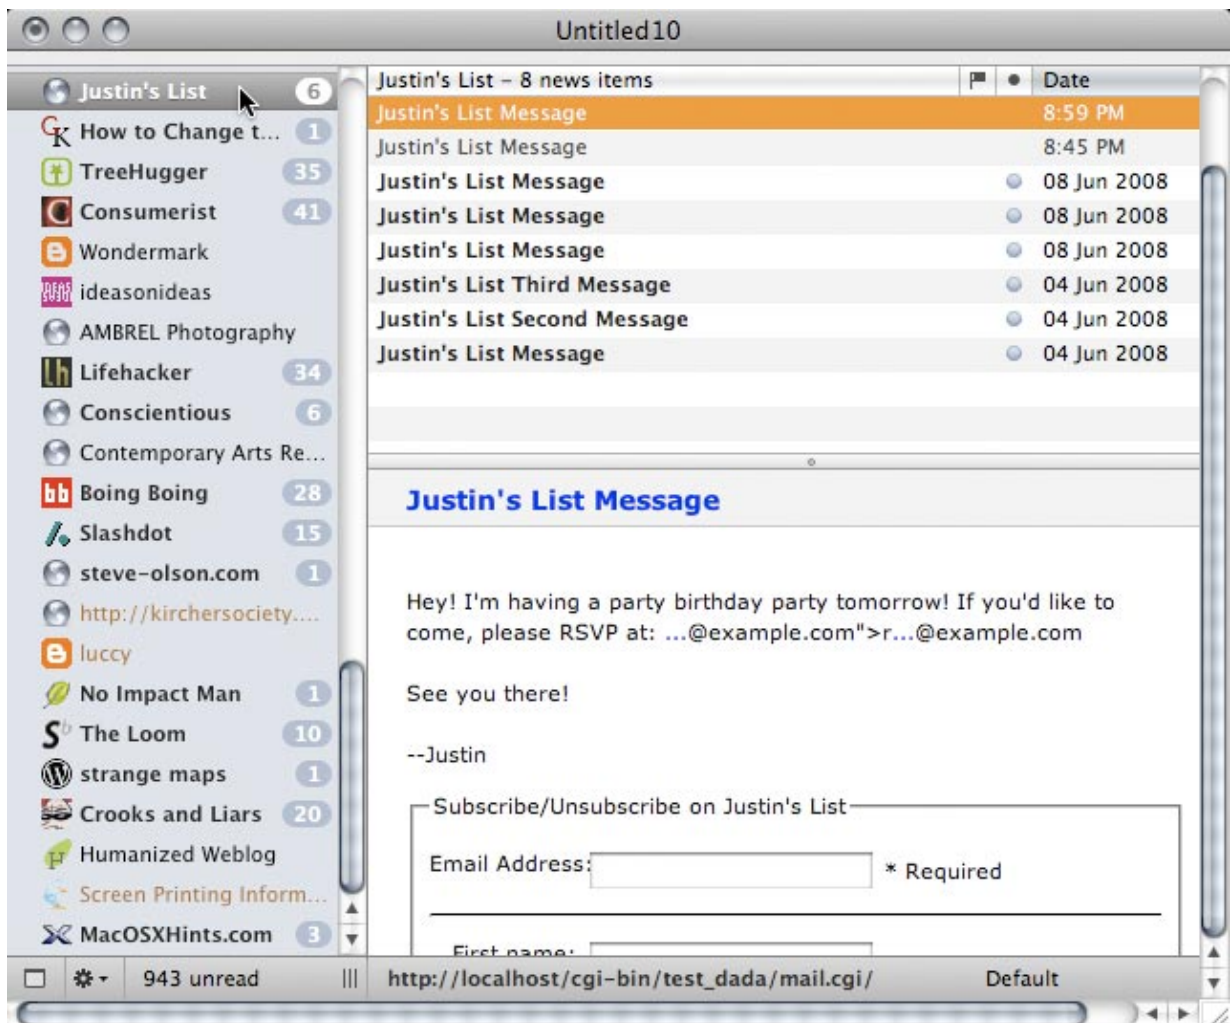 Untitled10
Justin's List 6
How to Change t... 1
TreeHugger 35
Consumerist 41
Wondermark
ideasonideas
AMBREL Photography
Lifehacker 34
Conscientious 6
Contemporary Arts Re...
Boing Boing 28
Slashdot 15
steve-olson.com 1
http://kirchersociety....
luccy
No Impact Man 1
The Loom 10
strange maps 1
Crooks and Liars 20
Humanized Weblog
Screen Printing Inform...
MacOSXHints.com 3
943 unread
Justin's List – 8 news items Date
Justin's List Message 8:59 PM
Justin's List Message 8:45 PM
Justin's List Message 08 Jun 2008
Justin's List Message 08 Jun 2008
Justin's List Message 08 Jun 2008
Justin's List Third Message 04 Jun 2008
Justin's List Second Message 04 Jun 2008
Justin's List Message 04 Jun 2008
Justin's List Message
Hey! I'm having a party birthday party tomorrow! If you'd like to
come, please RSVP at: ...@example.com">r...@example.com
See you there!
--Justin
Subscribe/Unsubscribe on Justin's List
Email Address: * Required
First name:
http://localhost/cgi-bin/test_dada/mail.cgi/ Default